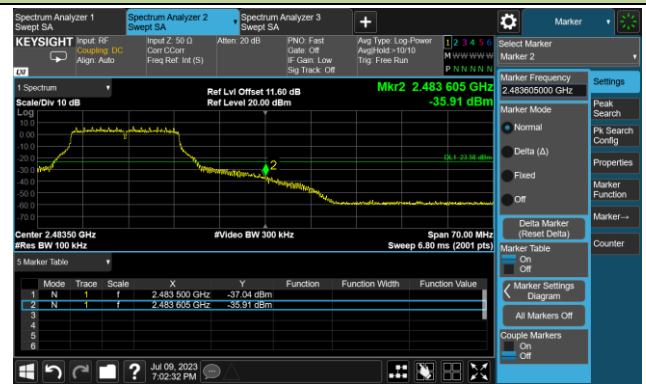 Spectrum Analyzer 1
Swept SA
Spectrum Analyzer 2
Swept SA
Spectrum Analyzer 3
Swept SA
+
Marker
KEYSIGHT
Input: RF
Coupling: DC
Align: Auto
Input Z: 50 Ω
Corr CCorr
Freq Ref: Int (S)
Atten: 20 dB
PNO: Fast
Gate: Off
IF Gain: Low
Sig Track: Off
Avg Type: Log-Power
Avg|Hold:>10/10
Trig: Free Run
1 2 3 4 5 6
M W W W W W
P N N N N N
LXI
Select Marker
Marker 2
1 Spectrum
Scale/Div 10 dB
Log
Ref Lvl Offset 11.60 dB
Ref Level 20.00 dBm
Mkr2 2.483 605 GHz
-35.91 dBm
10.0
0.00
-10.0
-20.0
-30.0
-40.0
-50.0
-60.0
-70.0
2
DL1 -23.58 dBm
Center 2.48350 GHz
#Res BW 100 kHz
#Video BW 300 kHz
Span 70.00 MHz
Sweep 6.80 ms (2001 pts)
5 Marker Table
Mode Trace Scale X Y Function Function Width Function Value
1 N 1 f 2.483 500 GHz -37.04 dBm
2 N 1 f 2.483 605 GHz -35.91 dBm
3
4
5
6
Marker Frequency
2.483605000 GHz
Marker Mode
Normal
Delta (Δ)
Fixed
Off
Delta Marker
(Reset Delta)
Marker Table
On
Off
Marker Settings
Diagram
All Markers Off
Couple Markers
On
Off
Settings
Peak
Search
Pk Search
Config
Properties
Marker
Function
Marker→
Counter
?
Jul 09, 2023
7:02:32 PM